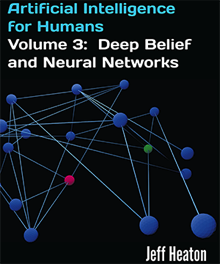 Artificial Intelligence
for Humans
Volume 3:  Deep Belief
and Neural Networks
Jeff Heaton